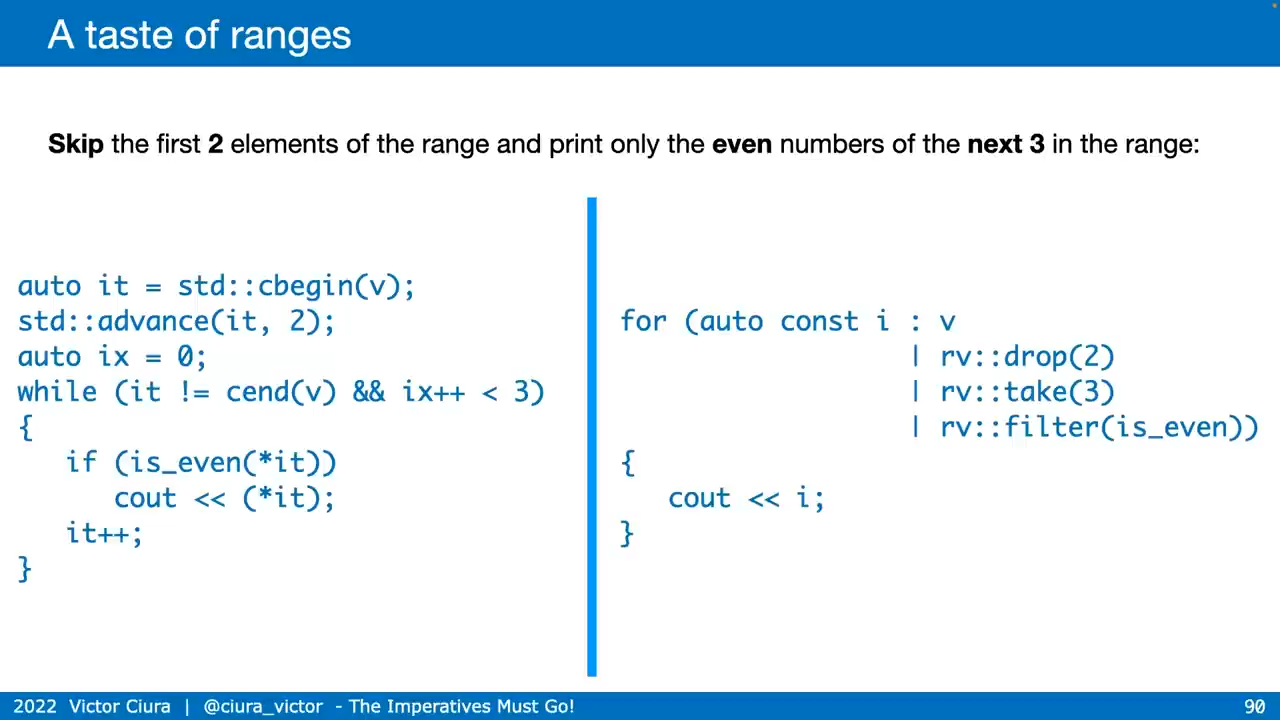 A taste of ranges
Skip the first 2 elements of the range and print only the even numbers of the next 3 in the range:
auto it = std::cbegin(v);
std::advance(it, 2);
auto ix = 0;
while (it != cend(v) && ix++ < 3)
{
   if (is_even(*it))
      cout << (*it);
   it++;
}
for (auto const i : v
                  | rv::drop(2)
                  | rv::take(3)
                  | rv::filter(is_even))
{
   cout << i;
}
2022 Victor Ciura | @ciura_victor - The Imperatives Must Go!
90